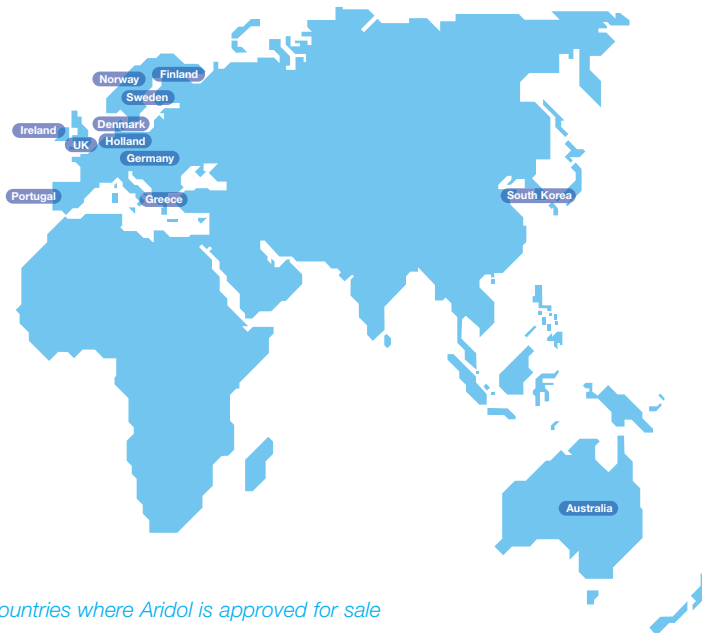 Finland
Norway
Sweden
Denmark
Ireland
Holland
UK
Germany
Portugal
Greece
South Korea
Australia
ountries where Aridol is approved for sale